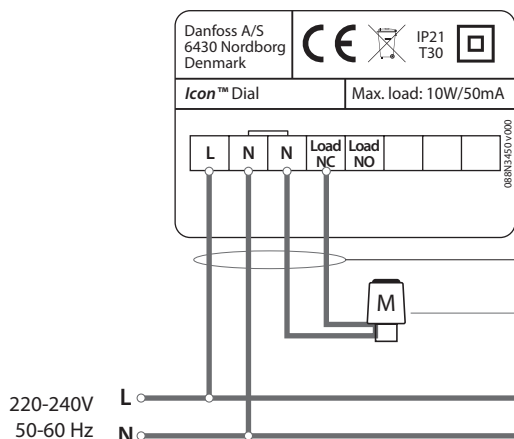 Danfoss A/S
6430 Nordborg
Denmark
CE
IP21
T30
Icon™ Dial
Max. load: 10W/50mA
L
N
N
Load
NC
Load
NO
088N3450 v000
M
220-240V
50-60 Hz
L
N